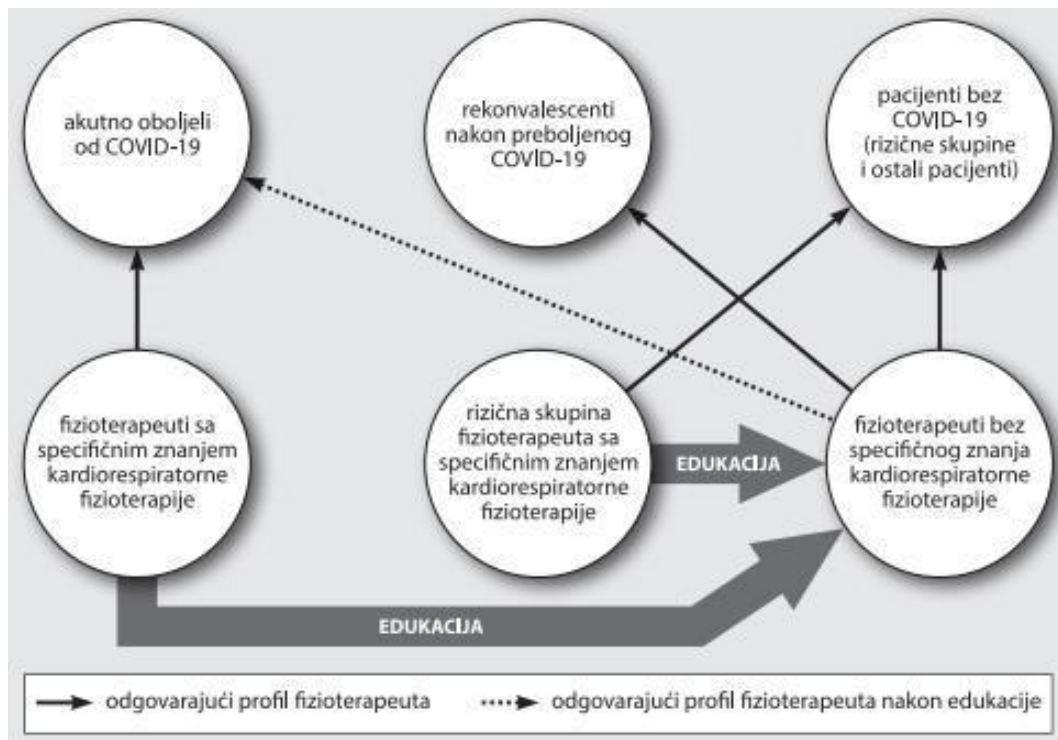 akutno oboljeli
od COVID-19
rekonvalescenti
nakon preboljenog
COVID-19
pacijenti bez
COVID-19
(rizične skupine
i ostali pacijenti)
fizioterapeuti sa
specifičnim znanjem
kardiorespiratorne
fizioterapije
rizična skupina
fizioterapeuta sa
specifičnim znanjem
kardiorespiratorne
fizioterapije
EDUKACIJA
fizioterapeuti bez
specifičnog znanja
kardiorespiratorne
fizioterapije
EDUKACIJA
odgovarajući profil fizioterapeuta
odgovarajući profil fizioterapeuta nakon edukacije